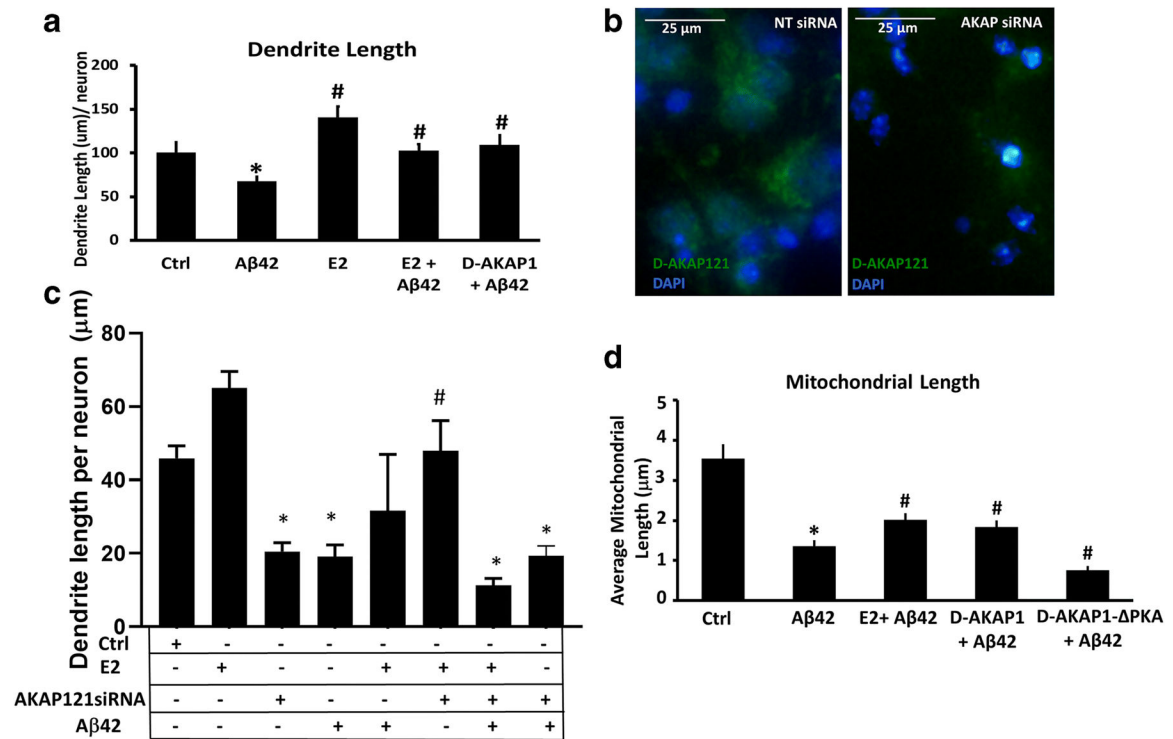 a
Dendrite Length
Dendrite Length (um)/ neuron
200
150
100
50
0
*
#
#
#
Ctrl
Aβ42
E2
E2 +
Aβ42
D-AKAP1
+ Aβ42
b
25 μm
NT siRNA
D-AKAP121
DAPI
25 μm
AKAP siRNA
D-AKAP121
DAPI
c
Dendrite length per neuron (μm)
80
60
40
20
0
*
*
#
*
*
Ctrl + - - - - - - -
E2 - + - - + + + -
AKAP121siRNA - - + - - + + +
Aβ42 - - - + + - + +
d
Mitochondrial Length
Average Mitochondrial
Length (μm)
5
4
3
2
1
0
*
#
#
#
Ctrl
Aβ42
E2+ Aβ42
D-AKAP1
+ Aβ42
D-AKAP1-ΔPKA
+ Aβ42